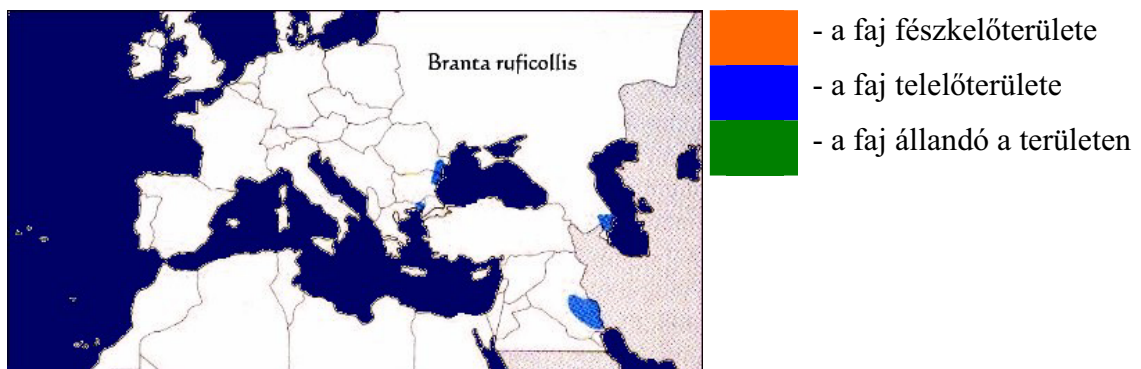 Branta ruficollis
- a faj fészkelőterülete
- a faj telelőterülete
- a faj állandó a területen